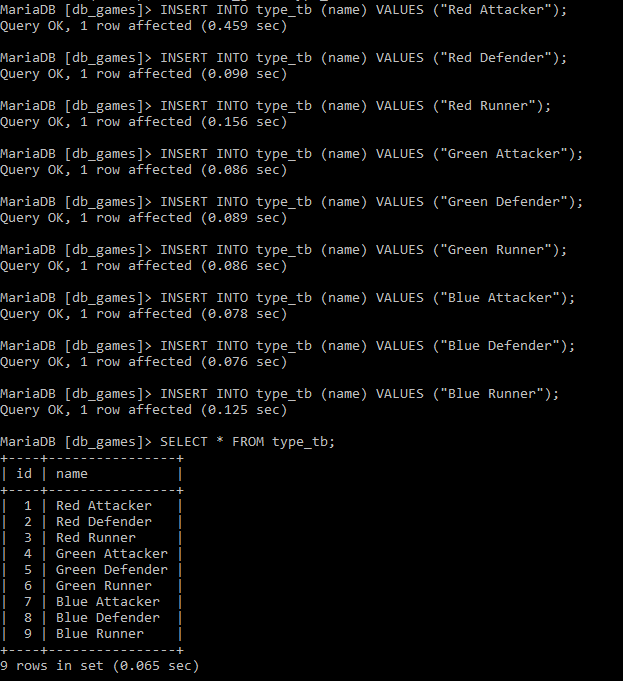 MariaDB [db_games]> INSERT INTO type_tb (name) VALUES ("Red Attacker");
Query OK, 1 row affected (0.459 sec)

MariaDB [db_games]> INSERT INTO type_tb (name) VALUES ("Red Defender");
Query OK, 1 row affected (0.090 sec)

MariaDB [db_games]> INSERT INTO type_tb (name) VALUES ("Red Runner");
Query OK, 1 row affected (0.156 sec)

MariaDB [db_games]> INSERT INTO type_tb (name) VALUES ("Green Attacker");
Query OK, 1 row affected (0.086 sec)

MariaDB [db_games]> INSERT INTO type_tb (name) VALUES ("Green Defender");
Query OK, 1 row affected (0.089 sec)

MariaDB [db_games]> INSERT INTO type_tb (name) VALUES ("Green Runner");
Query OK, 1 row affected (0.086 sec)

MariaDB [db_games]> INSERT INTO type_tb (name) VALUES ("Blue Attacker");
Query OK, 1 row affected (0.078 sec)

MariaDB [db_games]> INSERT INTO type_tb (name) VALUES ("Blue Defender");
Query OK, 1 row affected (0.076 sec)

MariaDB [db_games]> INSERT INTO type_tb (name) VALUES ("Blue Runner");
Query OK, 1 row affected (0.125 sec)

MariaDB [db_games]> SELECT * FROM type_tb;
+----+----------------+
| id | name           |
+----+----------------+
|  1 | Red Attacker   |
|  2 | Red Defender   |
|  3 | Red Runner     |
|  4 | Green Attacker |
|  5 | Green Defender |
|  6 | Green Runner   |
|  7 | Blue Attacker  |
|  8 | Blue Defender  |
|  9 | Blue Runner    |
+----+----------------+
9 rows in set (0.065 sec)